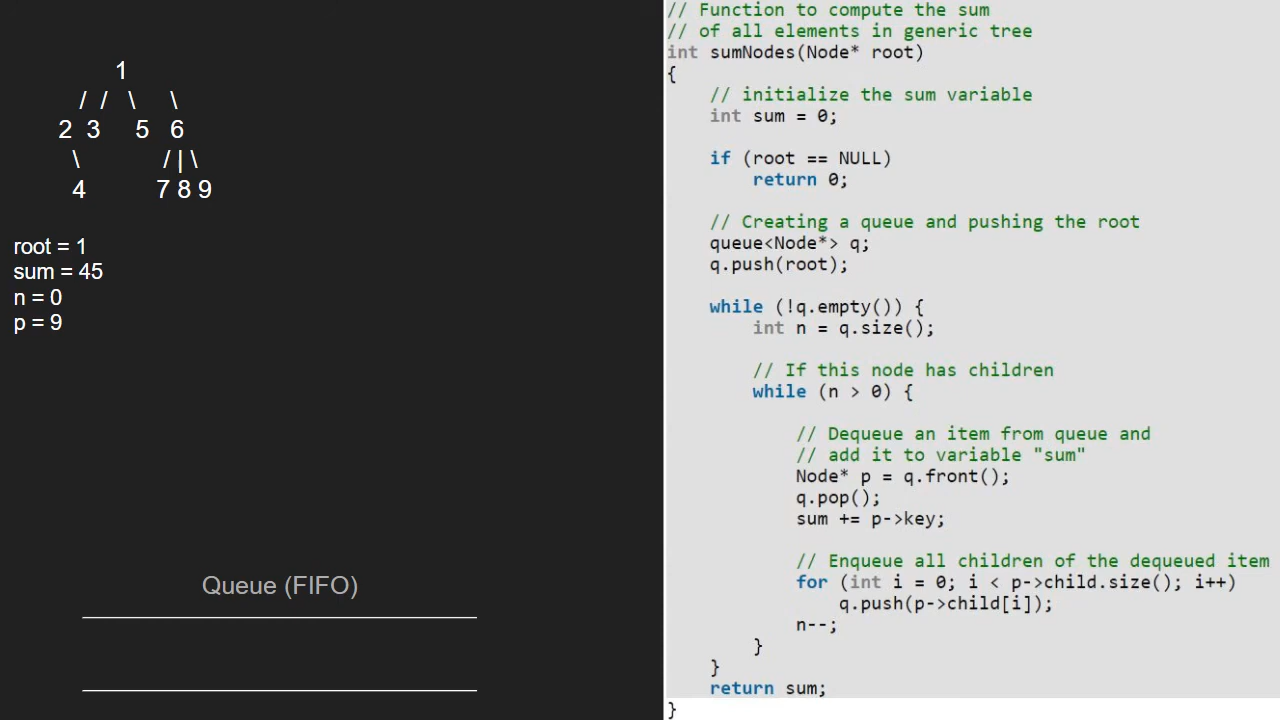 1
/ / \ \
2 3 5 6
\ / | \
4 7 8 9
root = 1
sum = 45
n = 0
p = 9
Queue (FIFO)
// Function to compute the sum
// of all elements in generic tree
int sumNodes(Node* root)
{
    // initialize the sum variable
    int sum = 0;
    if (root == NULL)
        return 0;
    // Creating a queue and pushing the root
    queue<Node*> q;
    q.push(root);
    while (!q.empty()) {
        int n = q.size();
        // If this node has children
        while (n > 0) {
            // Dequeue an item from queue and
            // add it to variable "sum"
            Node* p = q.front();
            q.pop();
            sum += p->key;
            // Enqueue all children of the dequeued item
            for (int i = 0; i < p->child.size(); i++)
                q.push(p->child[i]);
            n--;
        }
    }
    return sum;
}